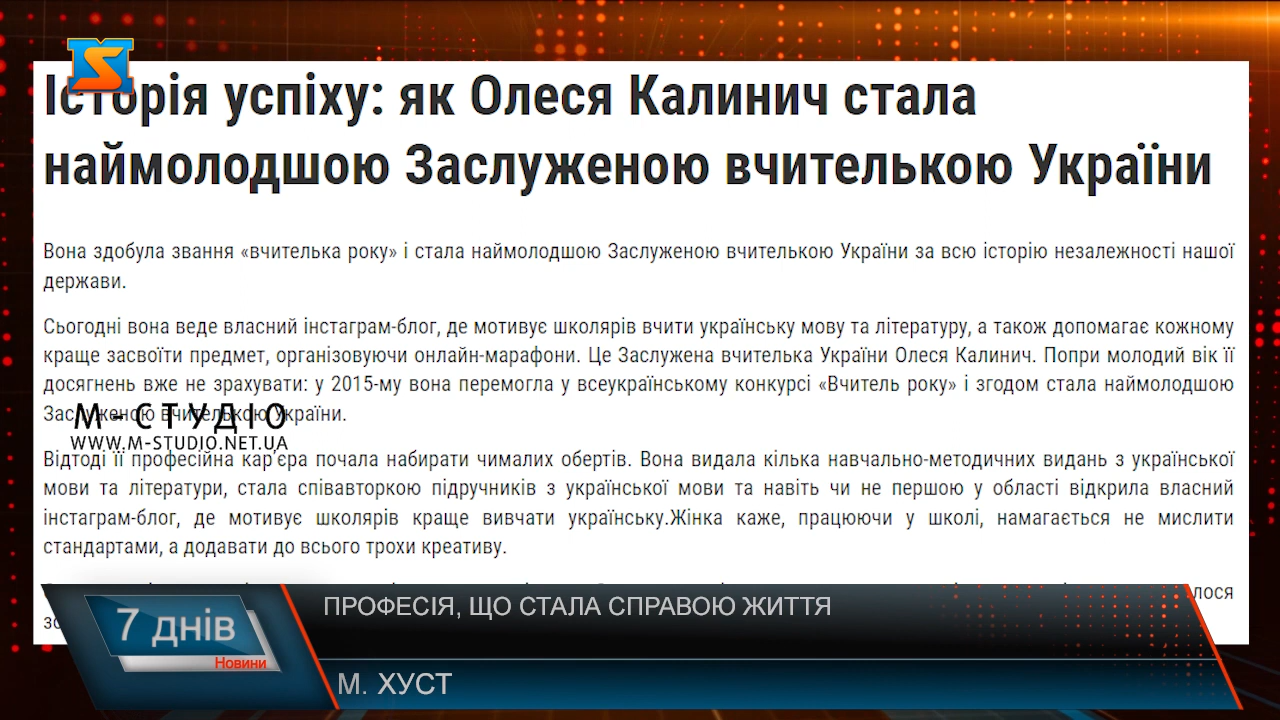 Історія успіху: як Олеся Калинич стала
наймолодшою Заслуженою вчителькою України
Вона здобула звання «вчителька року» і стала наймолодшою Заслуженою вчителькою України за всю історію незалежності нашої
держави.
Сьогодні вона веде власний інстаграм-блог, де мотивує школярів вчити українську мову та літературу, а також допомагає кожному
краще засвоїти предмет, організовуючи онлайн-марафони. Це Заслужена вчителька України Олеся Калинич. Попри молодий вік її
досягнень вже не зрахувати: у 2015-му вона перемогла у всеукраїнському конкурсі «Вчитель року» і згодом стала наймолодшою
Заслуженою вчителькою України.
М-СТУДІО
WWW.M-STUDIO.NET.UA
Відтоді її професійна кар'єра почала набирати чималих обертів. Вона видала кілька навчально-методичних видань з української
мови та літератури, стала співавторкою підручників з української мови та навіть чи не першою у області відкрила власний
інстаграм-блог, де мотивує школярів краще вивчати українську.Жінка каже, працюючи у школі, намагається не мислити
стандартами, а додавати до всього трохи креативу.
7 днів
Новини
ПРОФЕСІЯ, ЩО СТАЛА СПРАВОЮ ЖИТТЯ
М. ХУСТ